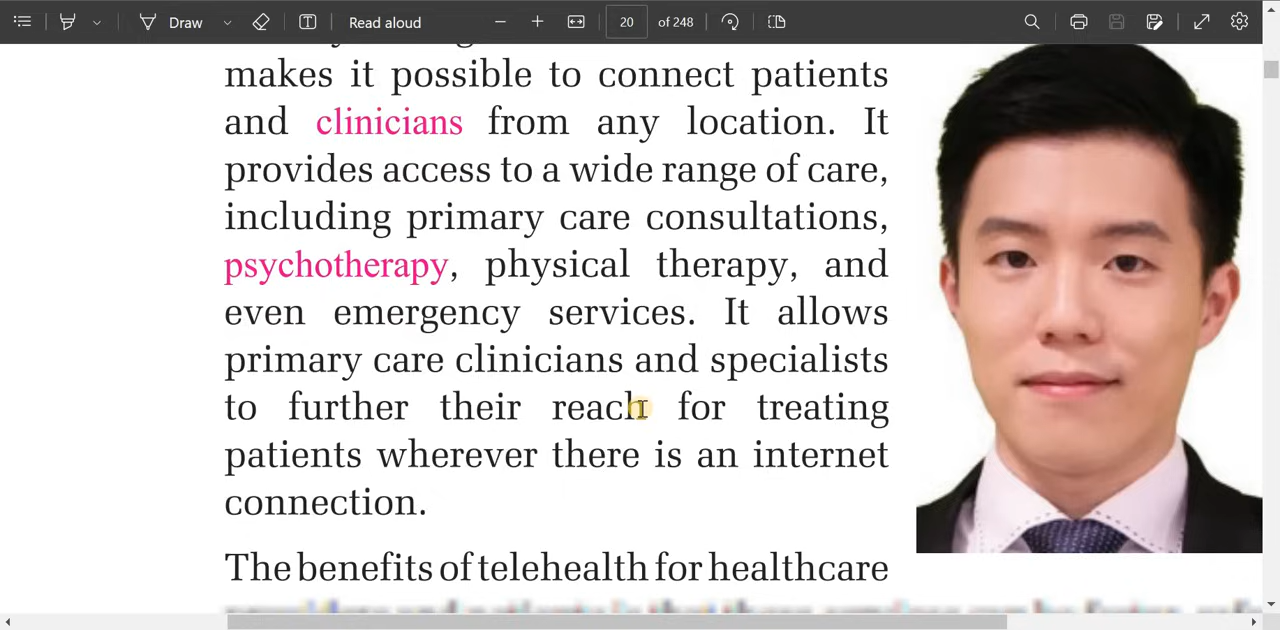 Draw
Read aloud
20
of 248
makes it possible to connect patients
and clinicians from any location. It
provides access to a wide range of care,
including primary care consultations,
psychotherapy, physical therapy, and
even emergency services. It allows
primary care clinicians and specialists
to further their reach for treating
patients wherever there is an internet
connection.
The benefits of telehealth for healthcare